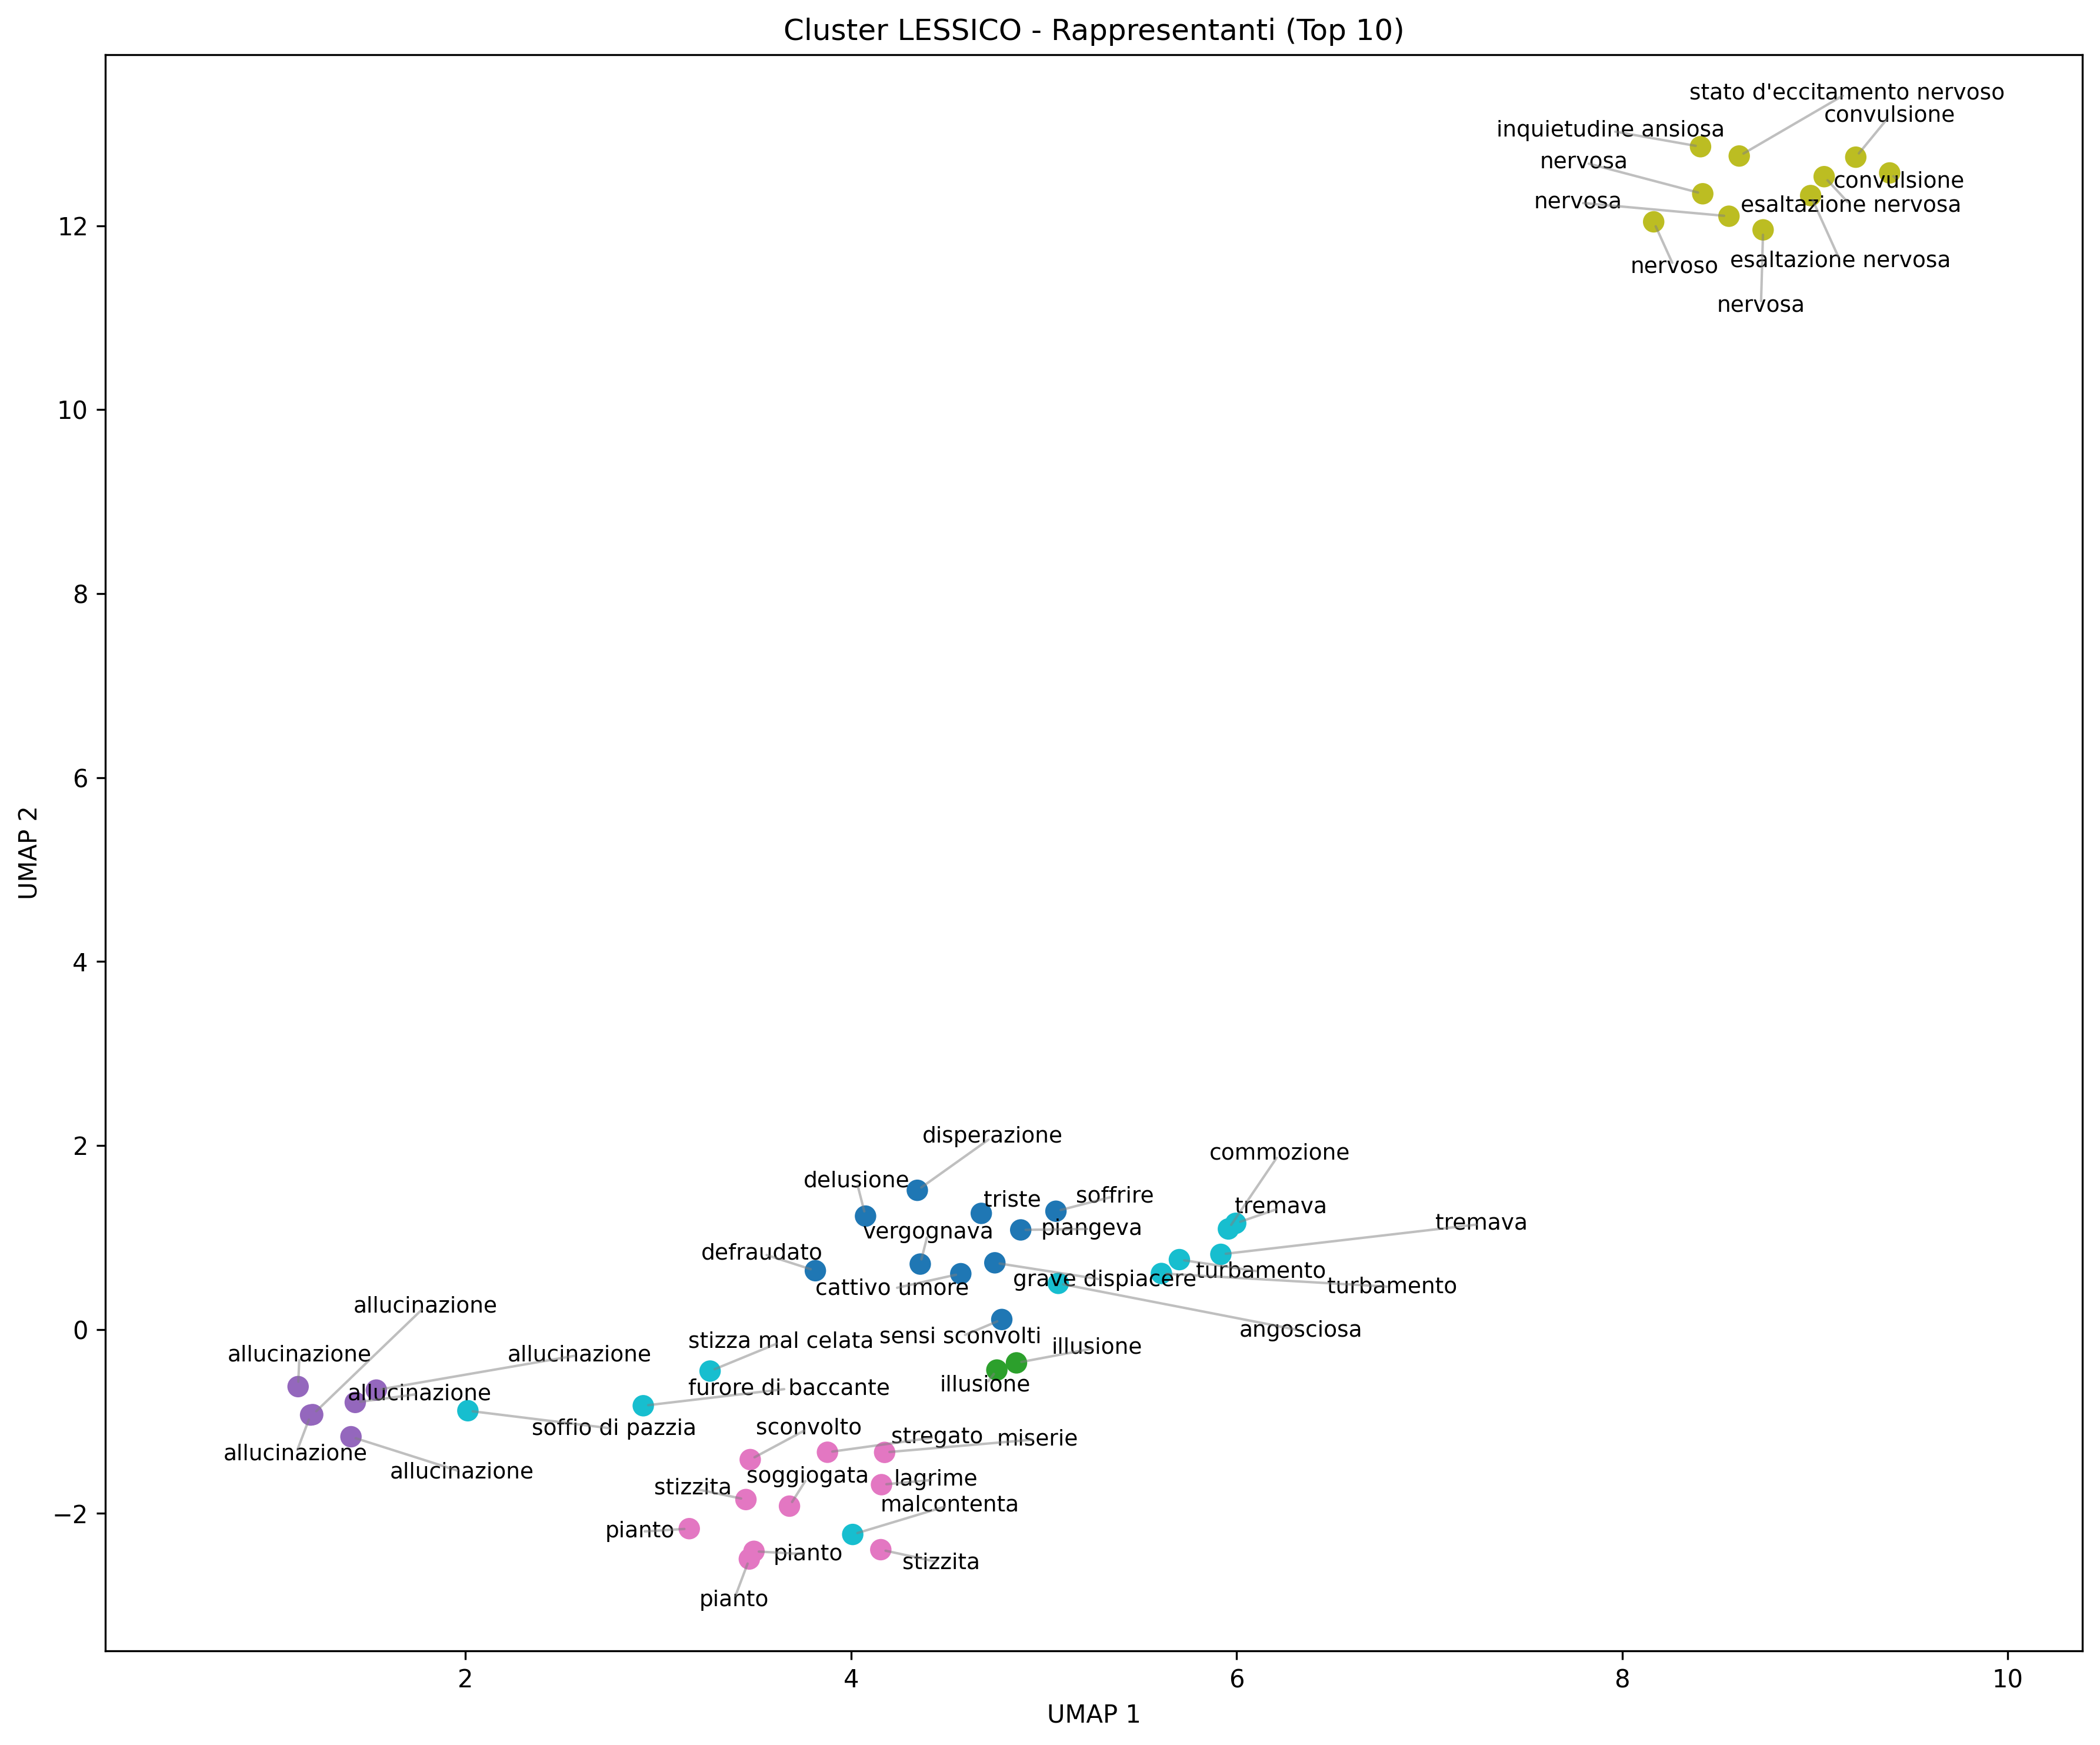 Cluster LESSICO - Rappresentanti (Top 10)
stato d'eccitamento nervoso
convulsione
inquietudine ansiosa
nervosa
convulsione
nervosa
esaltazione nervosa
nervoso
esaltazione nervosa
nervosa
disperazione
commozione
delusione
triste
soffrire
tremava
vergognava
piangeva
tremava
defraudato
cattivo umore
grave dispiacere
turbamento
turbamento
allucinazione
angosciosa
stizza mal celata
sensi sconvolti
illusione
allucinazione
allucinazione
allucinazione
furore di baccante
illusione
soffio di pazzia
sconvolto
stregato
miserie
allucinazione
allucinazione
stizzita
soggiogata
lagrime
malcontenta
pianto
pianto
stizzita
pianto
12
10
8
6
4
2
0
−2
2
4
6
8
10
UMAP 1
UMAP 2